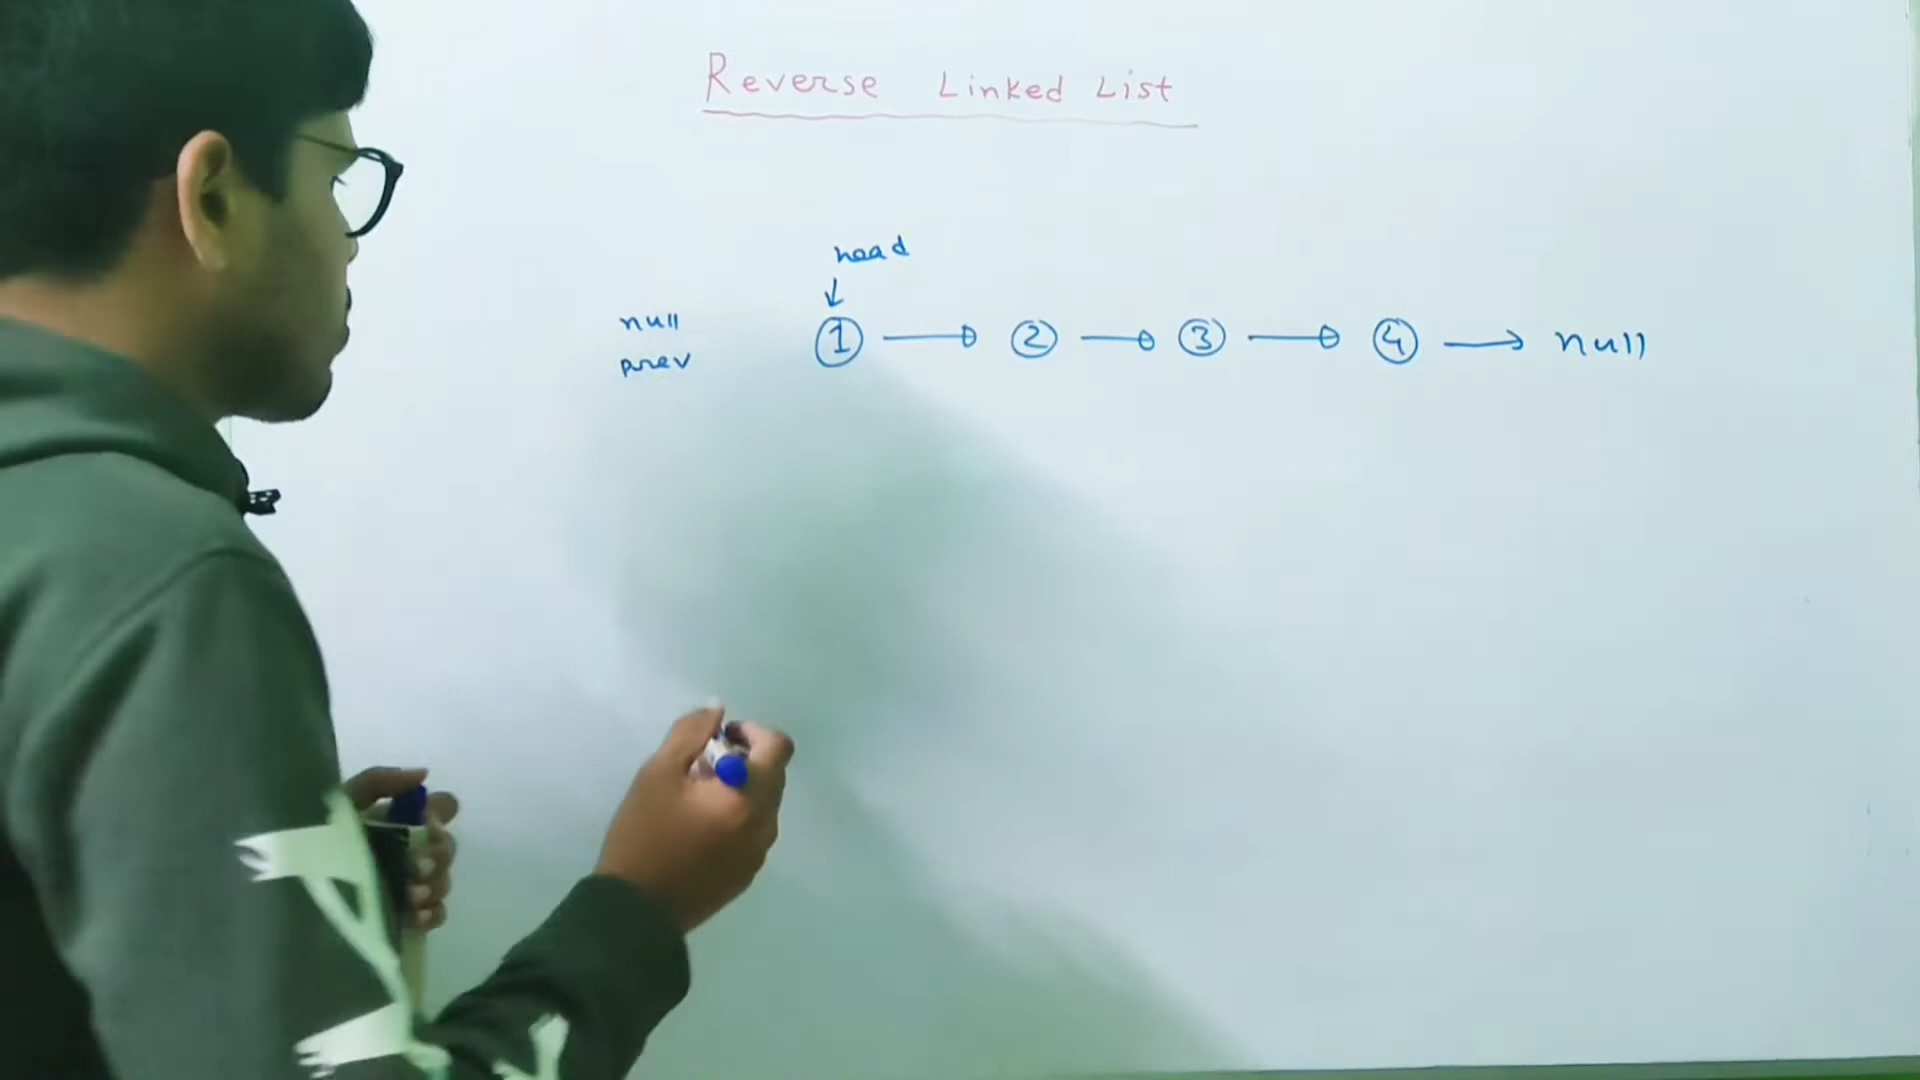 Reverse Linked List
head
↓
null
prev
① → ② → ③ → ④ → null